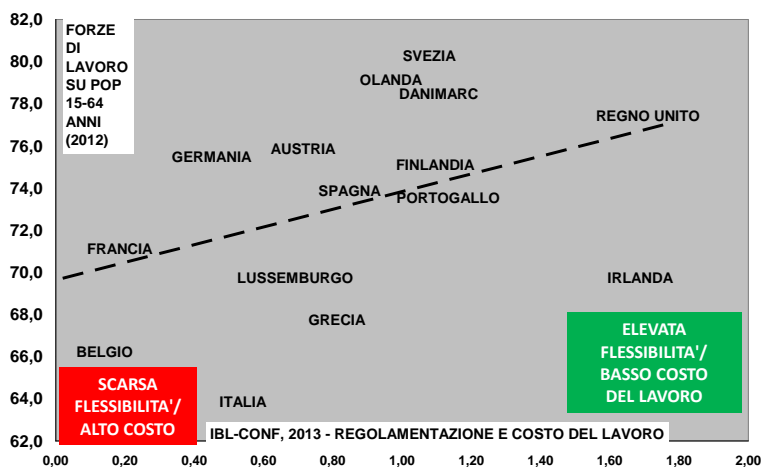 82,0
80,0
78,0
76,0
74,0
72,0
70,0
68,0
66,0
64,0
62,0
FORZE
DI
LAVORO
SU POP
15-64
ANNI
(2012)
SVEZIA
OLANDA
DANIMARC
REGNO UNITO
AUSTRIA
GERMANIA
FINLANDIA
SPAGNA
PORTOGALLO
FRANCIA
LUSSEMBURGO
IRLANDA
GRECIA
BELGIO
ITALIA
ELEVATA
FLESSIBILITA'/
BASSO COSTO
DEL LAVORO
SCARSA
FLESSIBILITA'/
ALTO COSTO
IBL-CONF, 2013 - REGOLAMENTAZIONE E COSTO DEL LAVORO
0,00 0,20 0,40 0,60 0,80 1,00 1,20 1,40 1,60 1,80 2,00